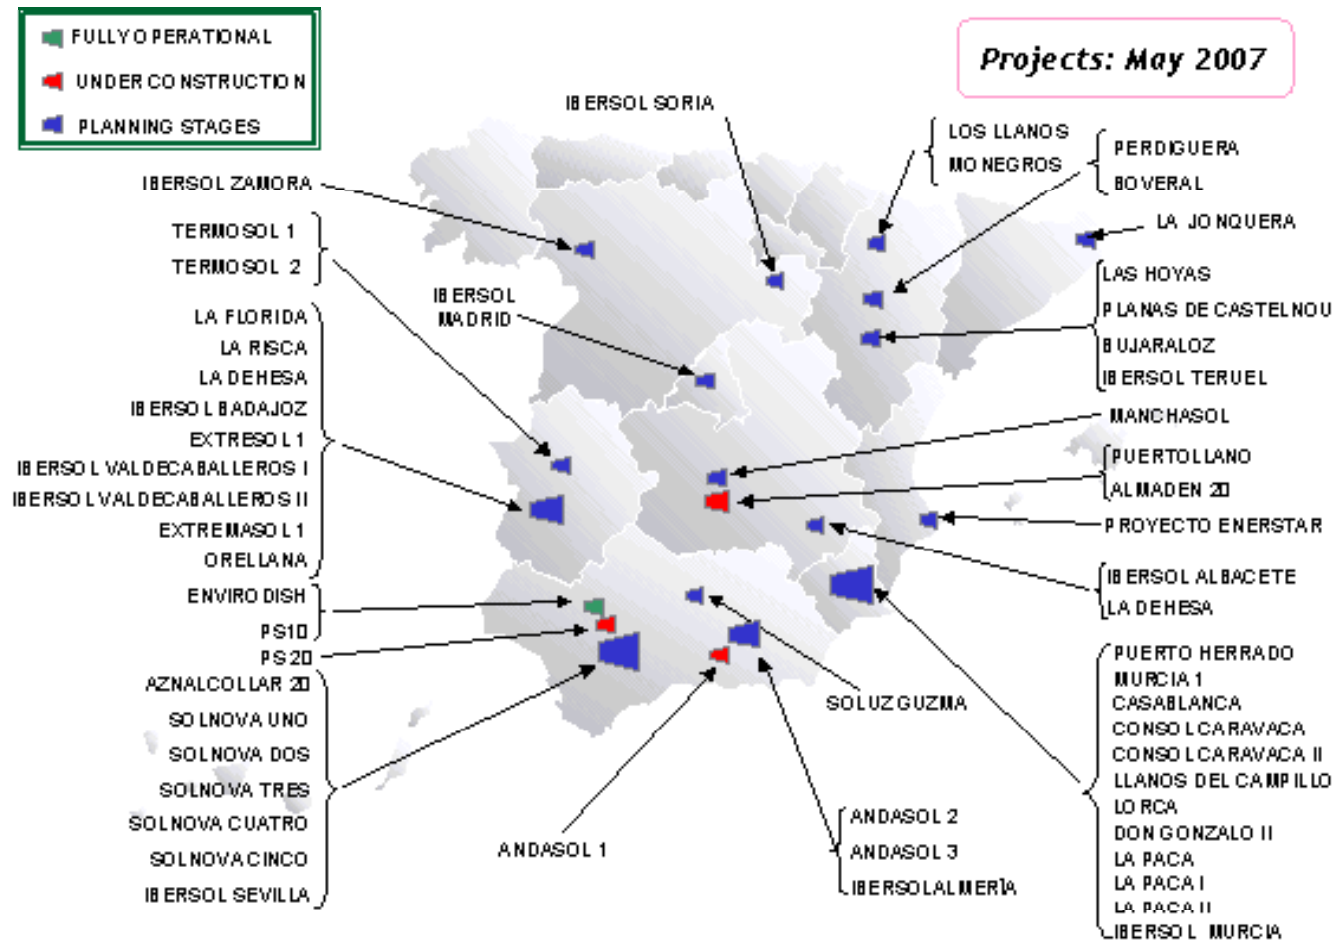 FULLY OPERATIONAL
UNDER CONSTRUCTION
PLANNING STAGES
Projects: May 2007
IBERSOL SORIA
LOS LLANOS
MONEGROS
PERDIGUERA
BOVERAL
LA JONQUERA
IBERSOL ZAMORA
TERMOSOL 1
TERMOSOL 2
IBERSOL
MADRID
LAS HOYAS
PLANAS DE CASTELNOU
BUJARALOZ
IBERSOL TERUEL
LA FLORIDA
LA RISCA
LA DEHESA
IBERSOL BADAJOZ
EXTRESOL 1
IBERSOL VALDECABALLEROS I
IBERSOL VALDECABALLEROS II
EXTREMASOL 1
ORELLANA
MANCHASOL
PUERTOLLANO
ALMADEN 20
PROYECTO ENERSTAR
IBERSOL ALBACETE
LA DEHESA
ENVIRODISH
PS10
PS20
AZNALCOLLAR 20
SOLNOVA UNO
SOLNOVA DOS
SOLNOVA TRES
SOLNOVA CUATRO
SOLNOVA CINCO
IBERSOL SEVILLA
SOLUZ GUZMA
ANDASOL 1
ANDASOL 2
ANDASOL 3
IBERSOL ALMERÌA
PUERTO HERRADO
MURCIA 1
CASABLANCA
CONSOL CARAVACA
CONSOL CARAVACA II
LLANOS DEL CAMPILLO
LORCA
DON GONZALO II
LA PACA
LA PACA I
LA PACA II
IBERSOL MURCIA